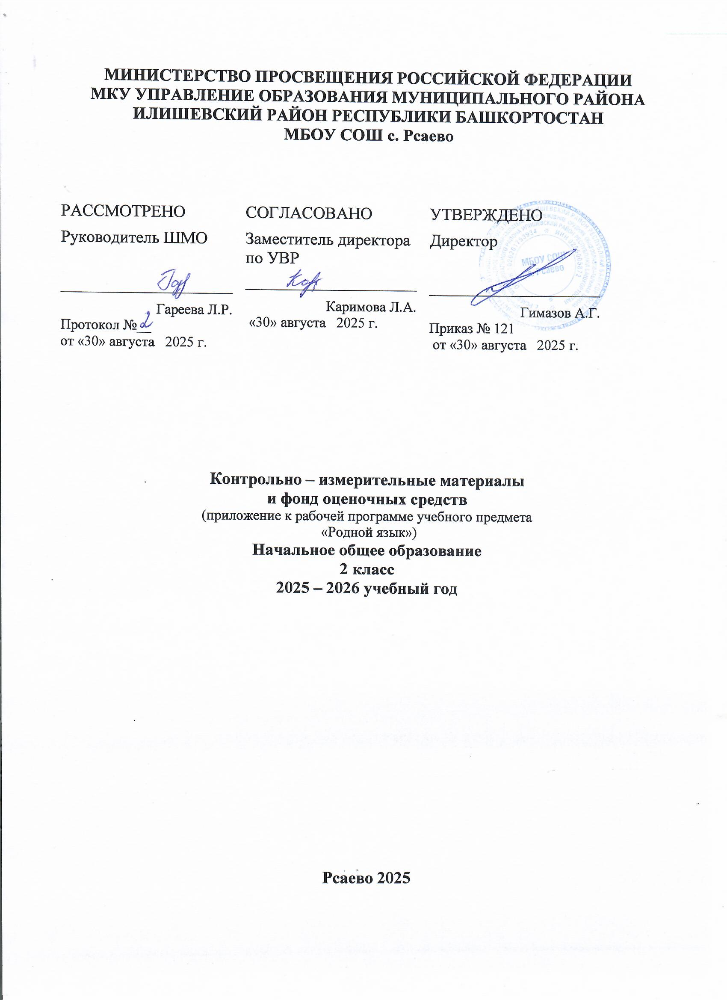 МИНИСТЕРСТВО ПРОСВЕЩЕНИЯ РОССИЙСКОЙ ФЕДЕРАЦИИ
МКУ УПРАВЛЕНИЕ ОБРАЗОВАНИЯ МУНИЦИПАЛЬНОГО РАЙОНА
ИЛИШЕВСКИЙ РАЙОН РЕСПУБЛИКИ БАШКОРТОСТАН
МБОУ СОШ с. Рсаево
РАССМОТРЕНО
Руководитель ШМО
Гареева Л.Р.
Протокол № 2
от «30» августа 2025 г.
СОГЛАСОВАНО
Заместитель директора
по УВР
Каримова Л.А.
«30» августа 2025 г.
УТВЕРЖДЕНО
Директор
МБОУ СОШ
с. Рсаево
Гимазов А.Г.
Приказ № 121
от «30» августа 2025 г.
Контрольно – измерительные материалы
и фонд оценочных средств
(приложение к рабочей программе учебного предмета
«Родной язык»)
Начальное общее образование
2 класс
2025 – 2026 учебный год
Рсаево 2025